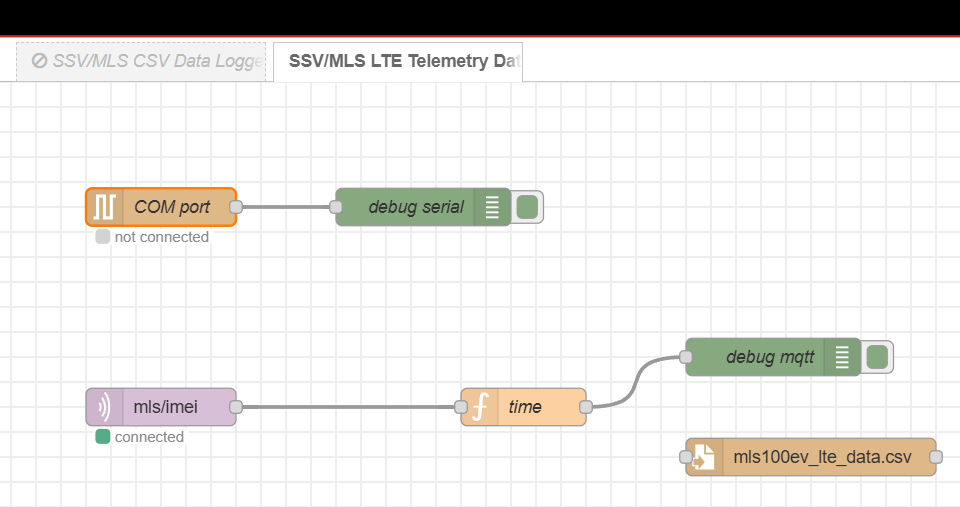 SSV/MLS CSV Data Logge
SSV/MLS LTE Telemetry Dat
COM port
debug serial
not connected
debug mqtt
mls/imei
time
connected
mls100ev_lte_data.csv